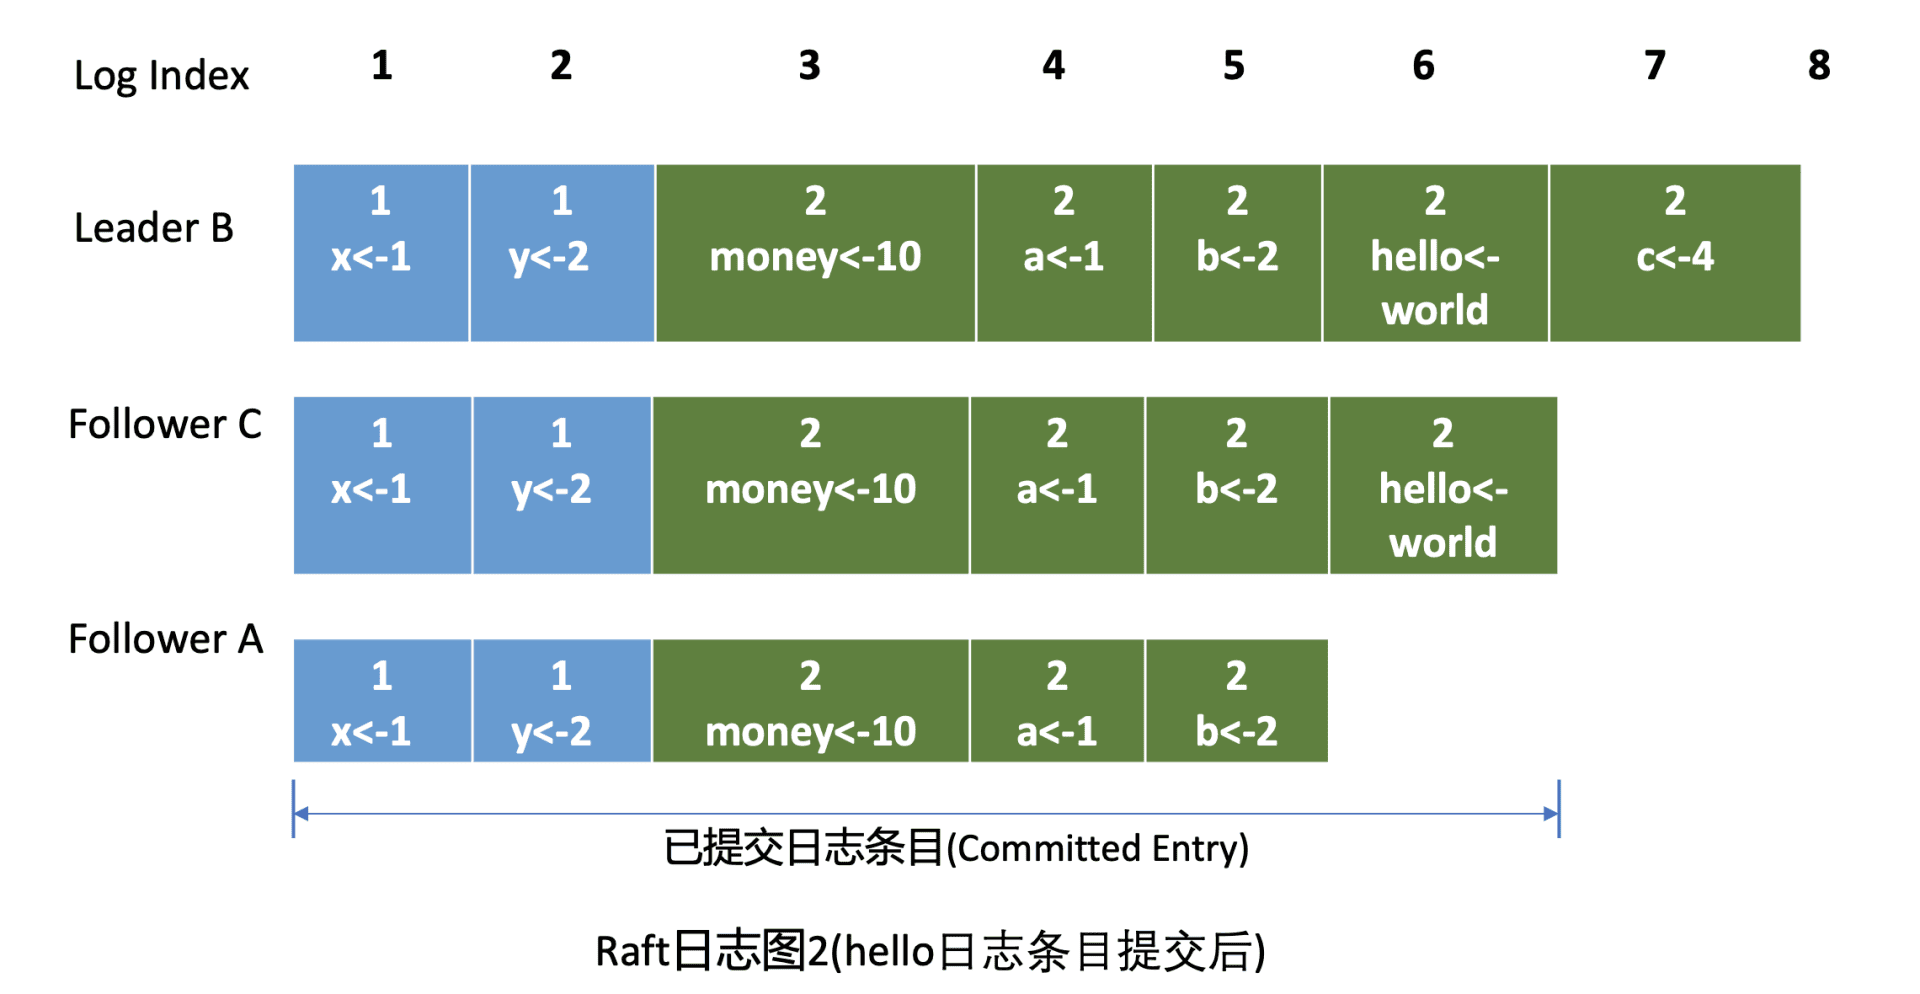 Log Index 1 2 3 4 5 6 7 8
Leader B
1 1 2 2 2 2 2
x<-1 y<-2 money<-10 a<-1 b<-2 hello<- c<-4
world
Follower C
1 1 2 2 2 2
x<-1 y<-2 money<-10 a<-1 b<-2 hello<-
world
Follower A
1 1 2 2 2
x<-1 y<-2 money<-10 a<-1 b<-2
已提交日志条目(Committed Entry)
Raft日志图2(hello日志条目提交后)